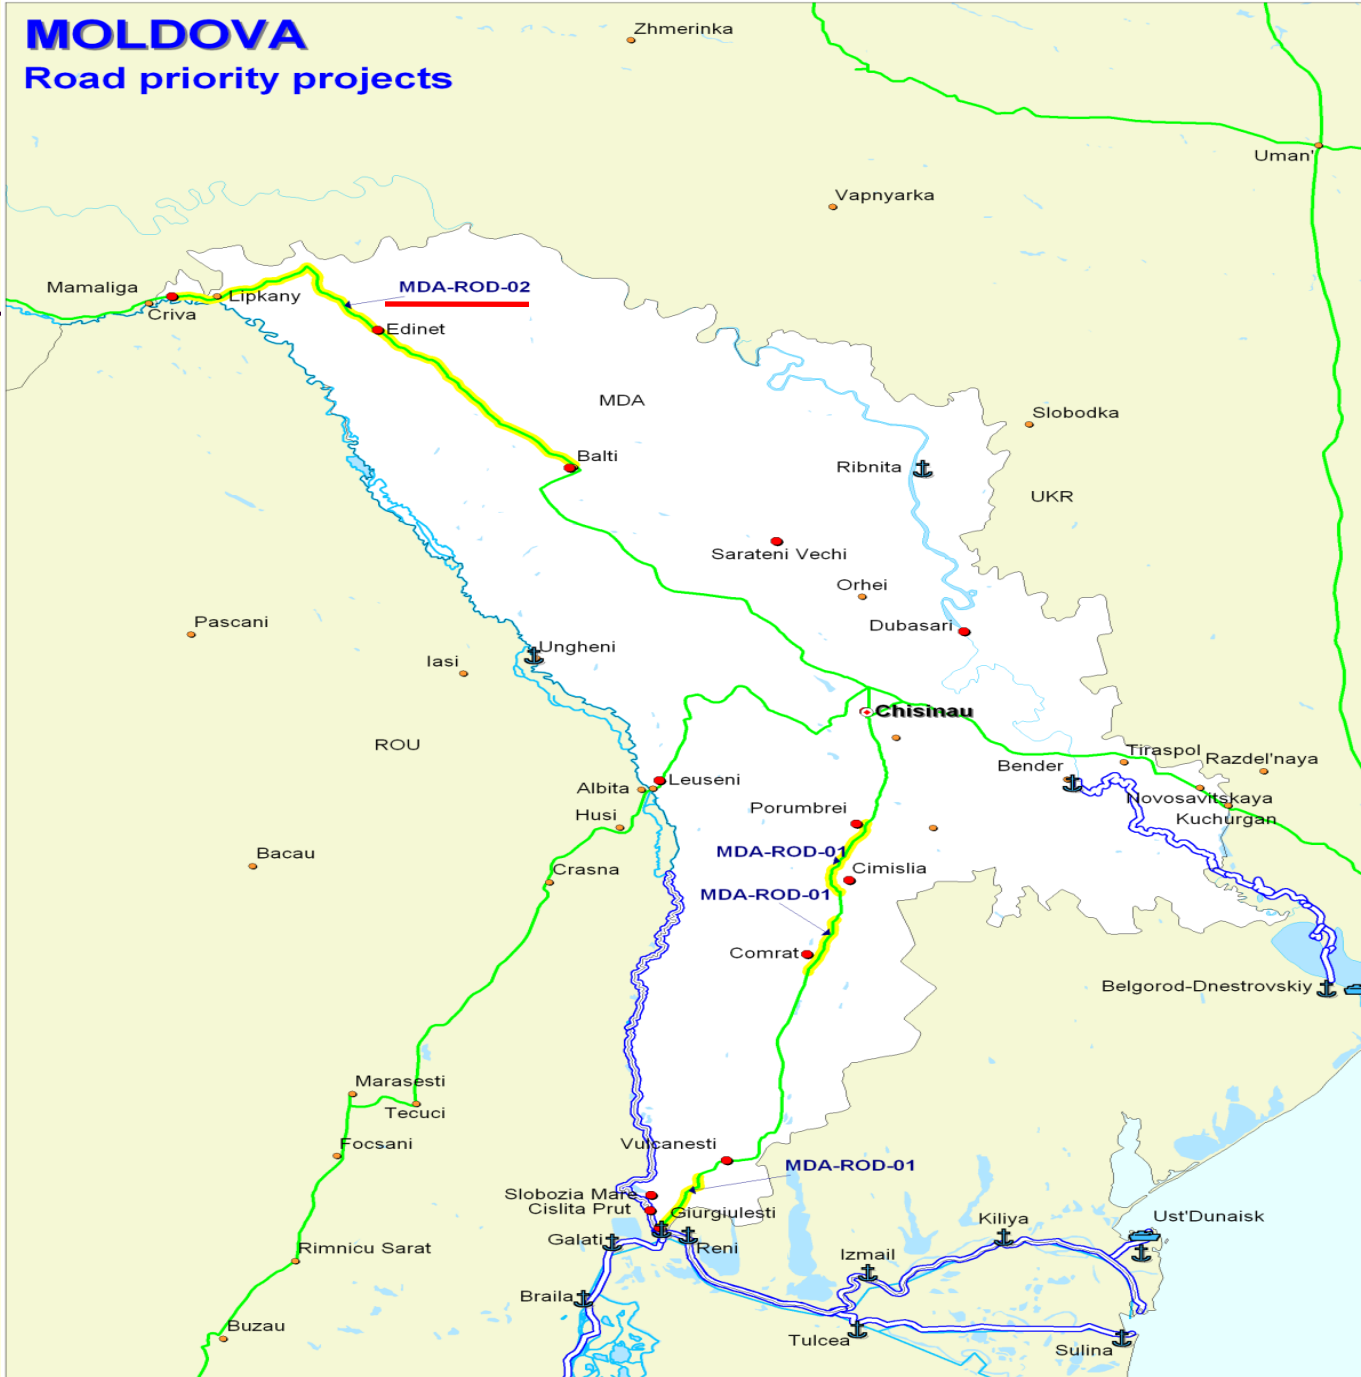 MOLDOVA
Road priority projects
Zhmerinka
Uman'
Vapnyarka
Mamaliga
MDA-ROD-02
Lipkany
Criva
Edinet
MDA
Slobodka
Balti
Ribnita
UKR
Sarateni Vechi
Orhei
Pascani
Dubasari
Ungheni
Iasi
Chisinau
ROU
Tiraspol
Razdel'naya
Bender
Leuseni
Albita
Novosavitskaya
Porumbrei
Husi
Kuchurgan
MDA-ROD-01
Bacau
Crasna
Cimislia
MDA-ROD-01
Comrat
Belgorod-Dnestrovskiy
Marasesti
Tecuci
Focsani
Vulcanesti
MDA-ROD-01
Slobozia Mare
Cislita Prut
Giurgiulesti
Kiliya
Ust'Dunaisk
Galati
Reni
Rimnicu Sarat
Izmail
Braila
Buzau
Tulcea
Sulina